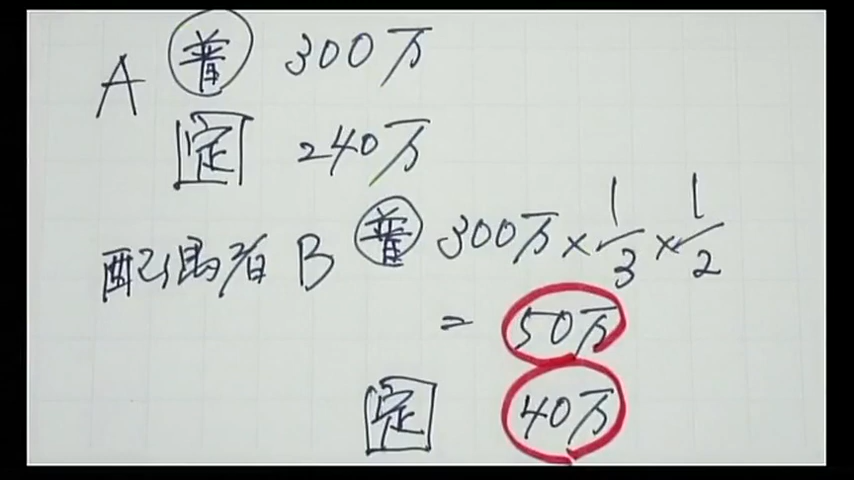 A 普 300万
定 240万
配偶者 B 普 300万×1/3×1/2
= 50万
定 40万